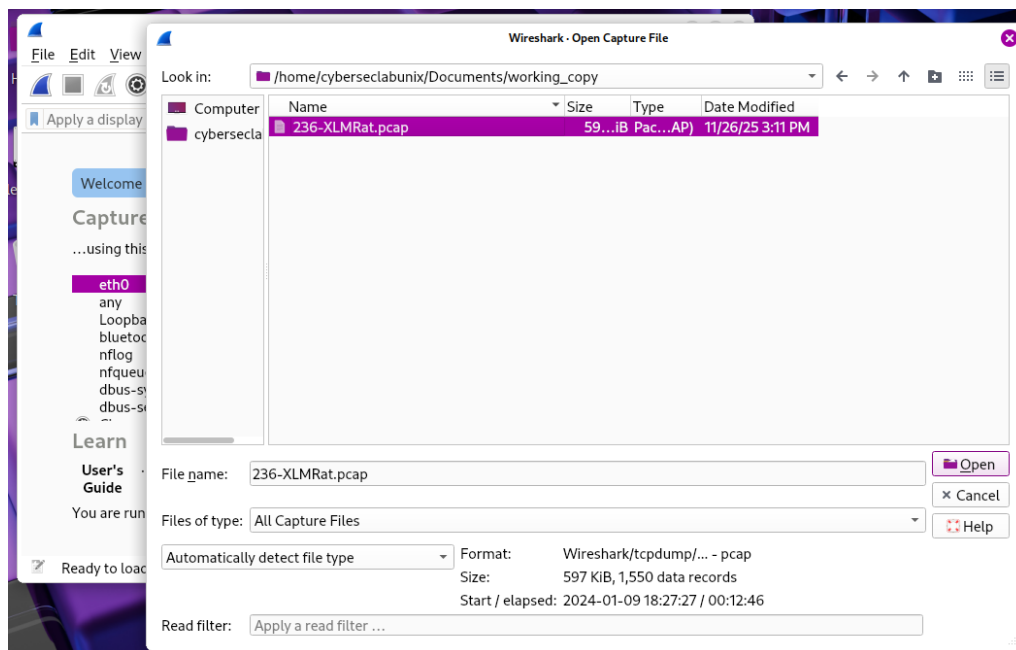 Wireshark · Open Capture File
File Edit View
Look in: /home/cyberseclabunix/Documents/working_copy
Apply a display
Computer
cybersecla
Name Size Type Date Modified
236-XLMRat.pcap 59...iB Pac...AP) 11/26/25 3:11 PM
Welcome
Capture
...using this
eth0
any
Loopba
bluetoo
nflog
nfqueu
dbus-sy
dbus-se
Learn
User's
Guide
You are run
Ready to load
File name: 236-XLMRat.pcap
Open
Cancel
Files of type: All Capture Files
Help
Automatically detect file type
Format: Wireshark/tcpdump/... - pcap
Size: 597 KiB, 1,550 data records
Start / elapsed: 2024-01-09 18:27:27 / 00:12:46
Read filter: Apply a read filter ...